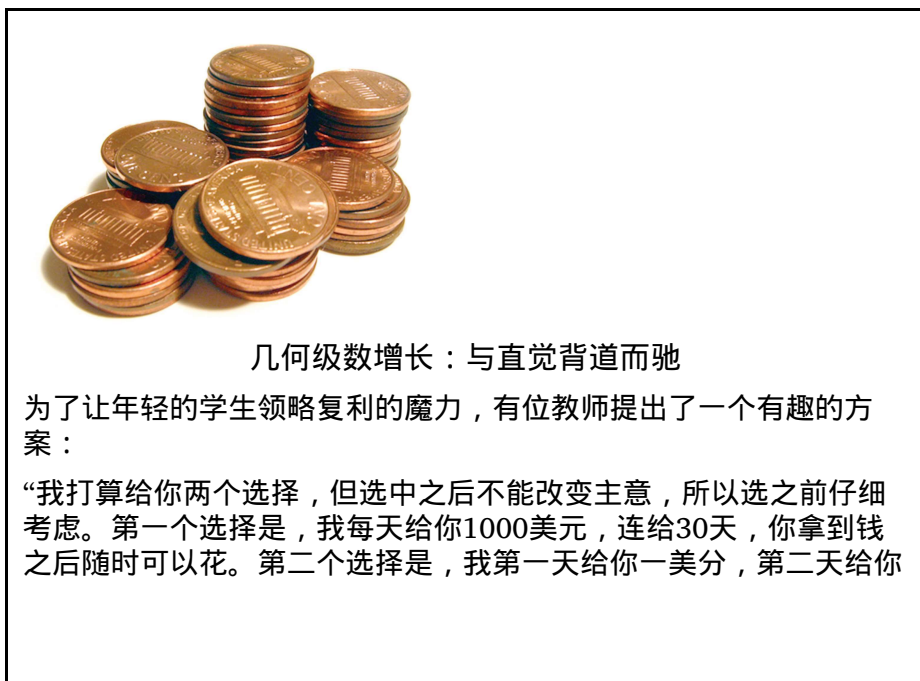 几何级数增长：与直觉背道而驰
为了让年轻的学生领略复利的魔力，有位教师提出了一个有趣的方
案：
“我打算给你两个选择，但选中之后不能改变主意，所以选之前仔细
考虑。第一个选择是，我每天给你1000美元，连给30天，你拿到钱
之后随时可以花。第二个选择是，我第一天给你一美分，第二天给你